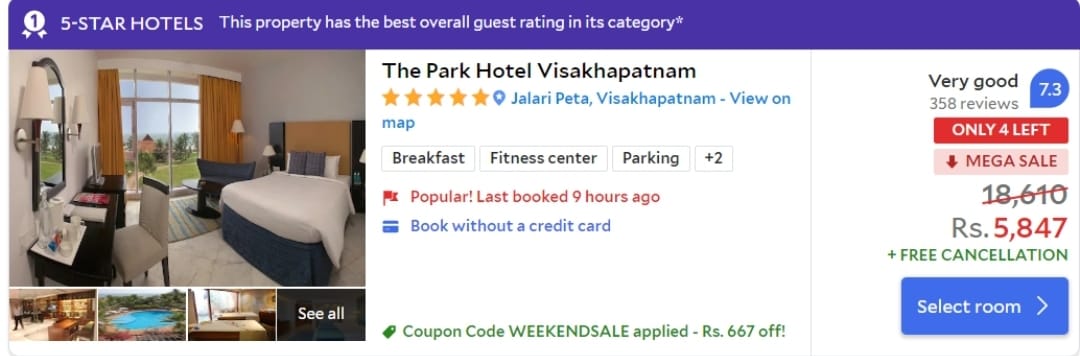 1 5-STAR HOTELS This property has the best overall guest rating in its category*
The Park Hotel Visakhapatnam
Jalari Peta, Visakhapatnam - View on
map
Breakfast Fitness center Parking +2
Popular! Last booked 9 hours ago
Book without a credit card
Coupon Code WEEKENDSALE applied - Rs. 667 off!
See all
Very good 7.3
358 reviews
ONLY 4 LEFT
MEGA SALE
18,610
Rs. 5,847
+ FREE CANCELLATION
Select room